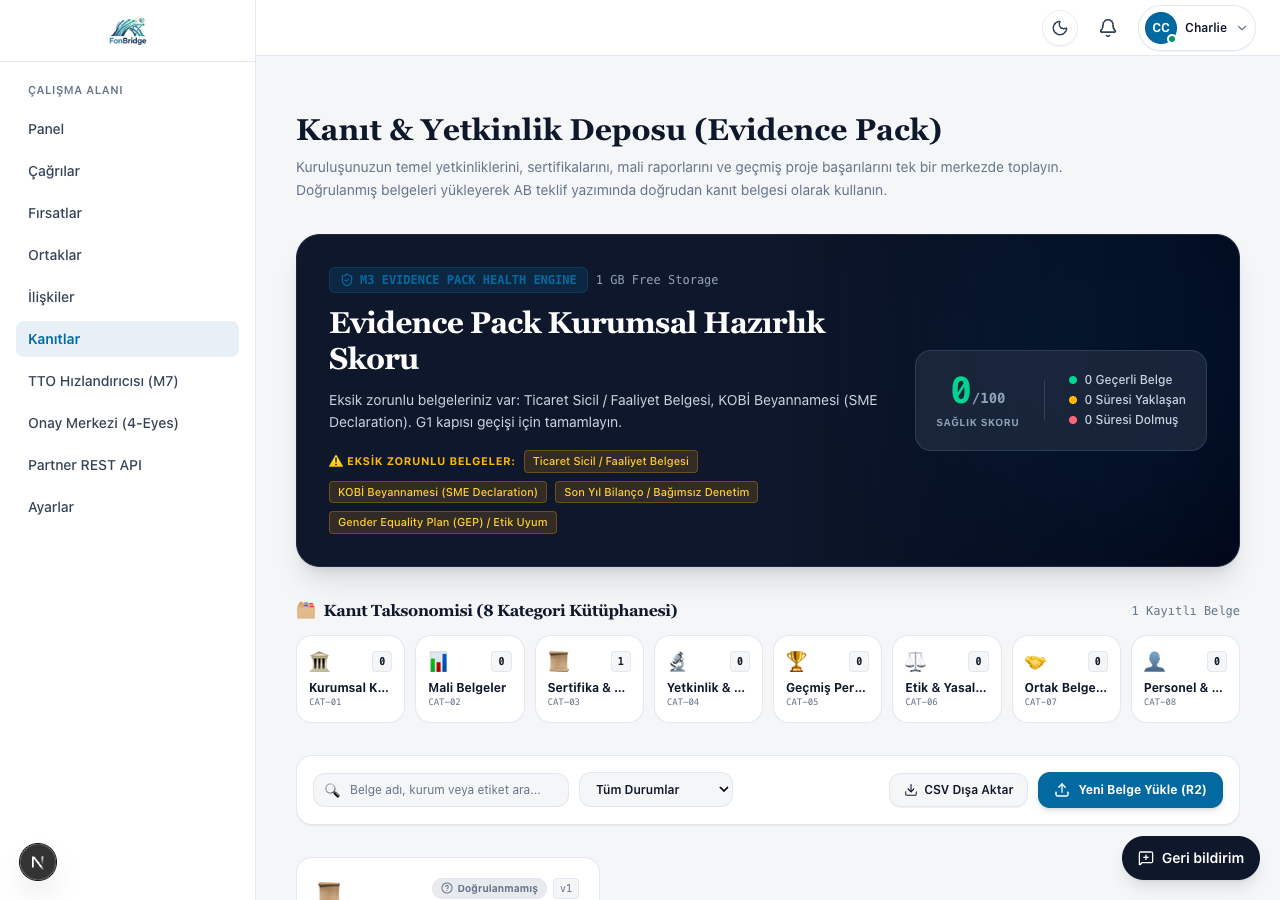 FonBridge
CC
Charlie
ÇALIŞMA ALANI
Panel
Çağrılar
Fırsatlar
Ortaklar
İlişkiler
Kanıtlar
TTO Hızlandırıcısı (M7)
Onay Merkezi (4-Eyes)
Partner REST API
Ayarlar
N
Kanıt & Yetkinlik Deposu (Evidence Pack)
Kuruluşunuzun temel yetkinliklerini, sertifikalarını, mali raporlarını ve geçmiş proje başarılarını tek bir merkezde toplayın.
Doğrulanmış belgeleri yükleyerek AB teklif yazımında doğrudan kanıt belgesi olarak kullanın.
M3 EVIDENCE PACK HEALTH ENGINE
1 GB Free Storage
Evidence Pack Kurumsal Hazırlık
Skoru
Eksik zorunlu belgeleriniz var: Ticaret Sicil / Faaliyet Belgesi, KOBİ Beyannamesi (SME
Declaration). G1 kapısı geçişi için tamamlayın.
EKSİK ZORUNLU BELGELER:
Ticaret Sicil / Faaliyet Belgesi
KOBİ Beyannamesi (SME Declaration)
Son Yıl Bilanço / Bağımsız Denetim
Gender Equality Plan (GEP) / Etik Uyum
0/100
SAĞLIK SKORU
0 Geçerli Belge
0 Süresi Yaklaşan
0 Süresi Dolmuş
Kanıt Taksonomisi (8 Kategori Kütüphanesi)
1 Kayıtlı Belge
0
Kurumsal K...
CAT-01
0
Mali Belgeler
CAT-02
1
Sertifika & ...
CAT-03
0
Yetkinlik & ...
CAT-04
0
Geçmiş Per...
CAT-05
0
Etik & Yasal...
CAT-06
0
Ortak Belge...
CAT-07
0
Personel & ...
CAT-08
Belge adı, kurum veya etiket ara...
Tüm Durumlar
CSV Dışa Aktar
Yeni Belge Yükle (R2)
Doğrulanmamış
v1
Geri bildirim